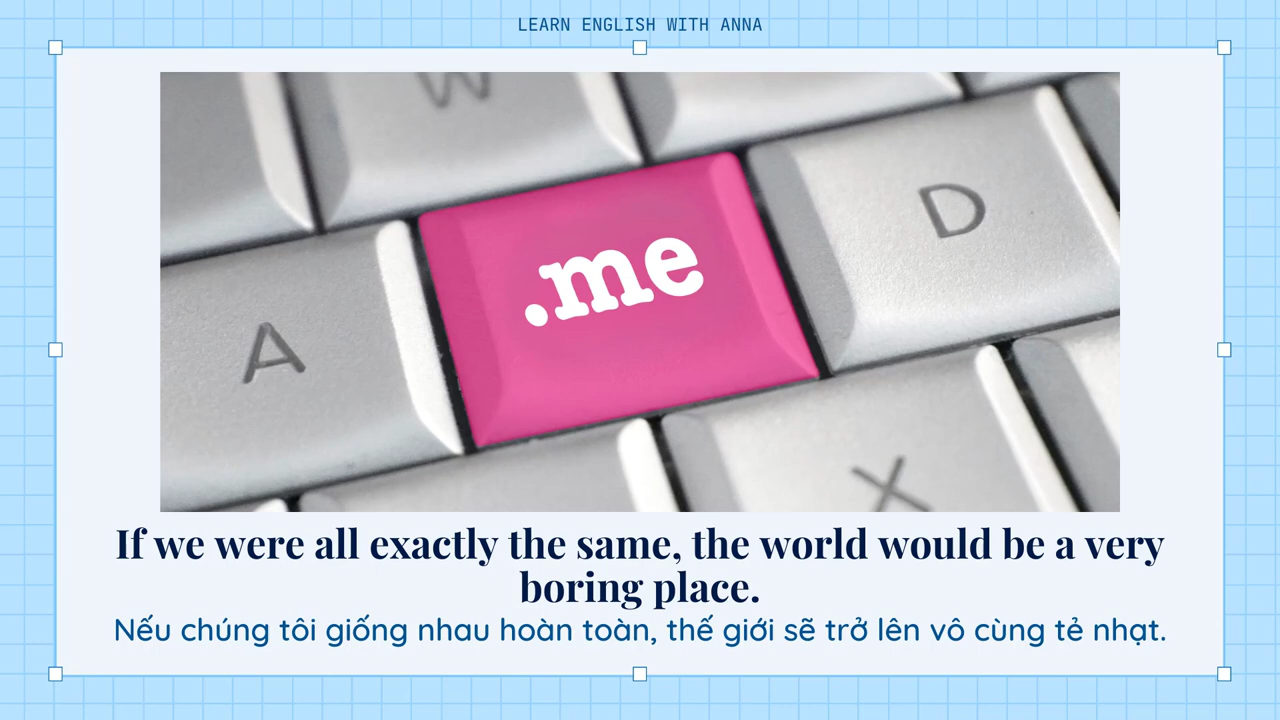 LEARN ENGLISH WITH ANNA
W
.me
D
A
X
If we were all exactly the same, the world would be a very
boring place.
Nếu chúng tôi giống nhau hoàn toàn, thế giới sẽ trở lên vô cùng tẻ nhạt.